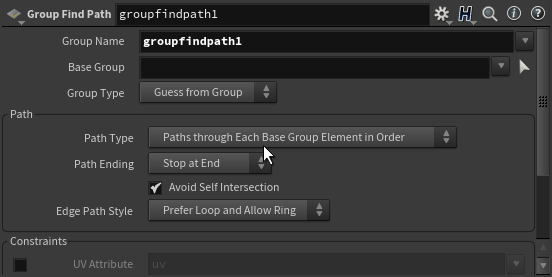 Group Find Path groupfindpath1
Group Name groupfindpath1
Base Group
Group Type Guess from Group
Path
Path Type Paths through Each Base Group Element in Order
Path Ending Stop at End
Avoid Self Intersection
Edge Path Style Prefer Loop and Allow Ring
Constraints
UV Attribute uv